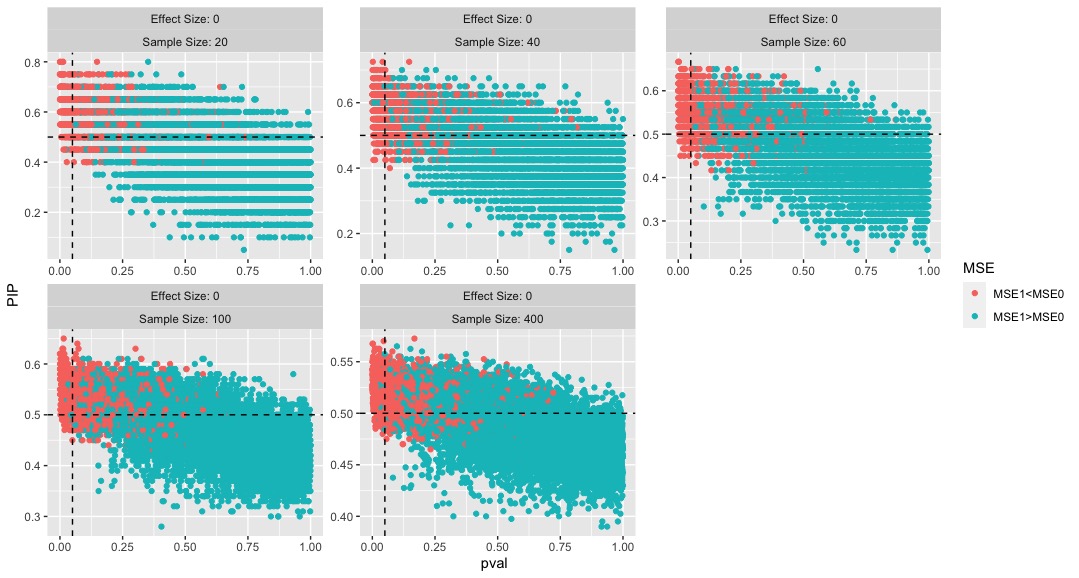 Effect Size: 0
Effect Size: 0
Effect Size: 0
Sample Size: 20
Sample Size: 40
Sample Size: 60
0.8
0.6
0.4
0.2
0.6
0.4
0.2
0.6
0.5
0.4
0.3
0.00 0.25 0.50 0.75 1.00
0.00 0.25 0.50 0.75 1.00
0.00 0.25 0.50 0.75 1.00
PIP
MSE
MSE1<MSE0
MSE1>MSE0
Effect Size: 0
Effect Size: 0
Sample Size: 100
Sample Size: 400
0.6
0.5
0.4
0.3
0.55
0.50
0.45
0.40
0.00 0.25 0.50 0.75 1.00
0.00 0.25 0.50 0.75 1.00
pval